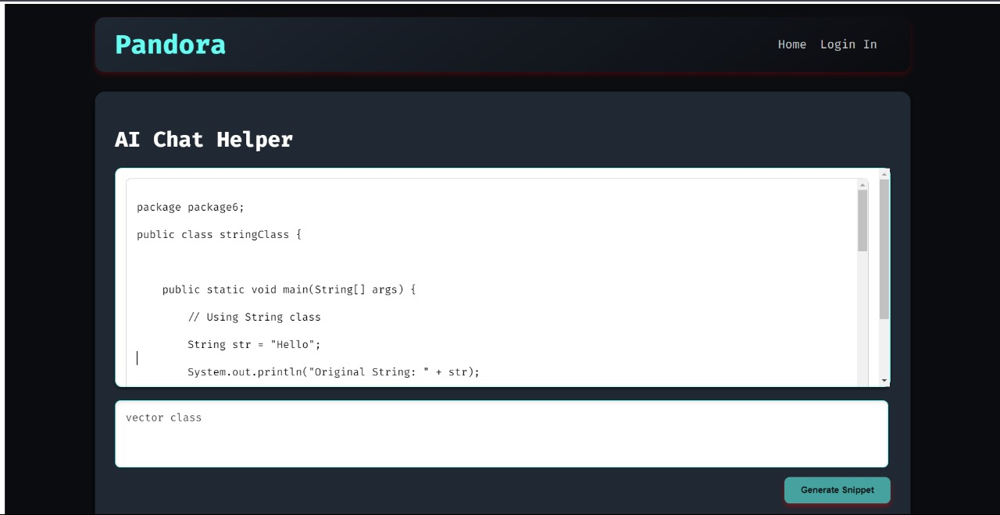 Pandora
Home Login In
AI Chat Helper
package package6;
public class stringClass {
public static void main(String[] args) {
// Using String class
String str = "Hello";
System.out.println("Original String: " + str);
vector class
Generate Snippet